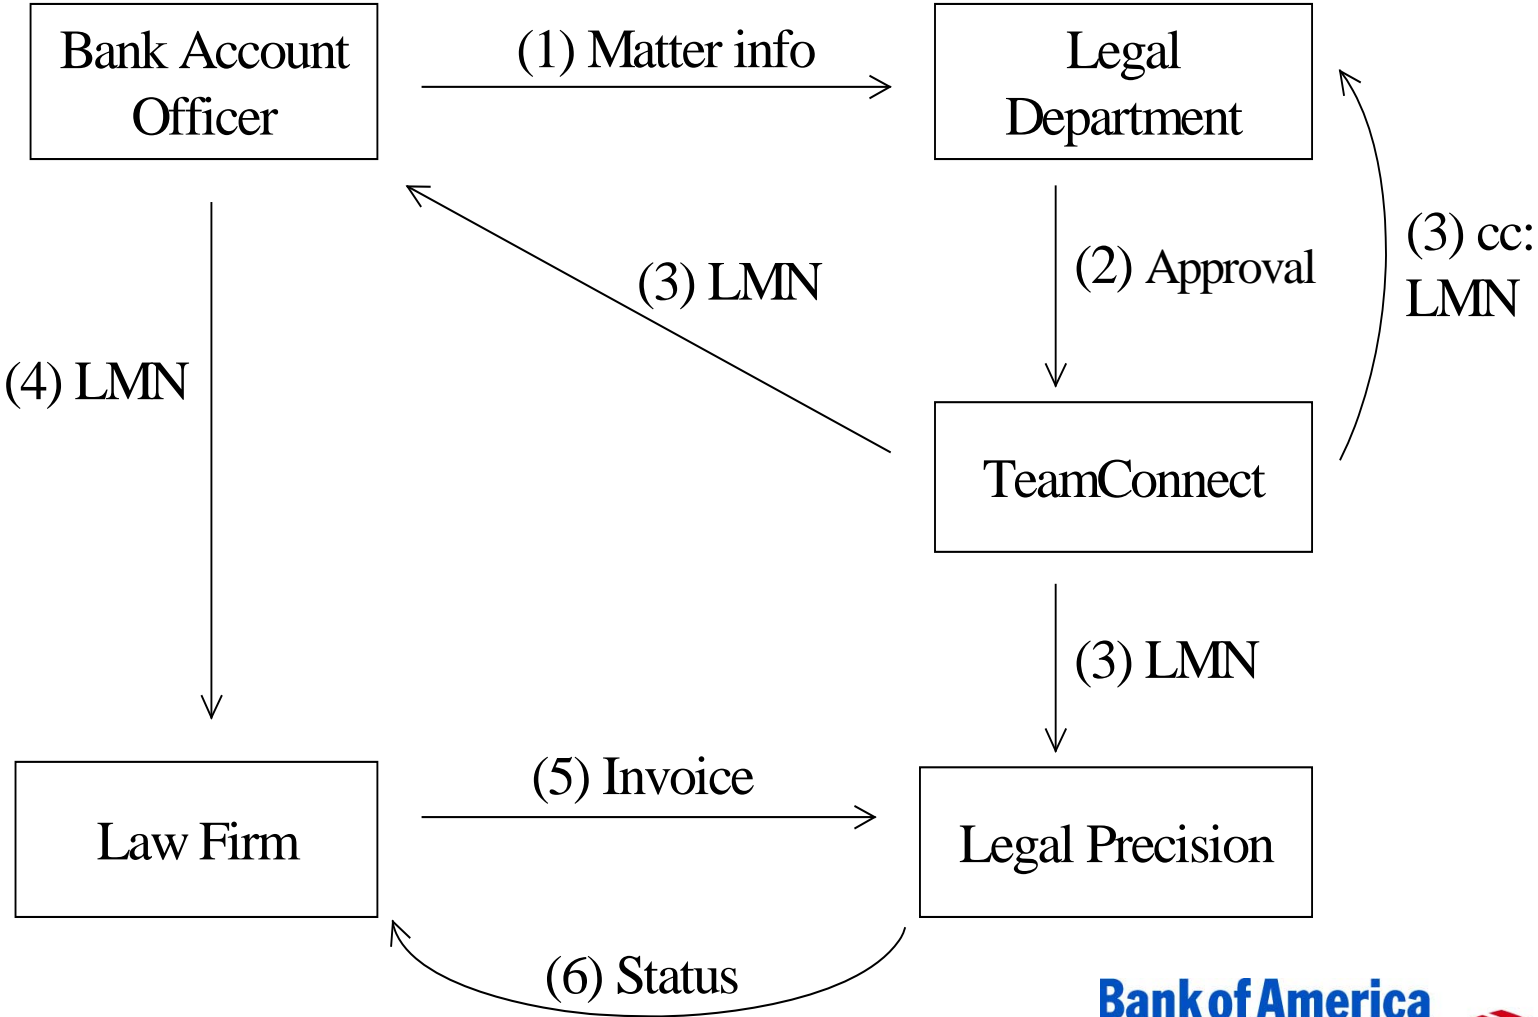 Bank Account
Officer
(1) Matter info
Legal
Department
(3) LMN
(2) Approval
(3) cc:
LMN
(4) LMN
TeamConnect
(3) LMN
(5) Invoice
Law Firm
Legal Precision
(6) Status
Bank of America